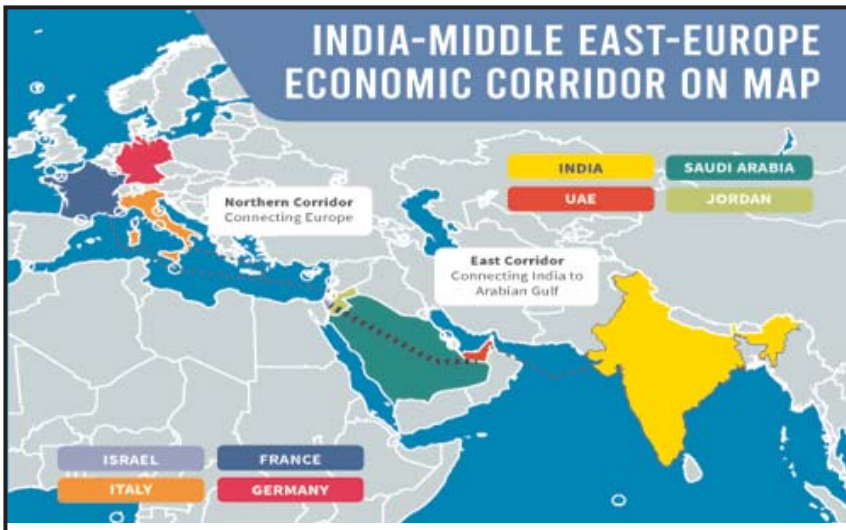 INDIA-MIDDLE EAST-EUROPE
ECONOMIC CORRIDOR ON MAP
INDIA
SAUDI ARABIA
UAE
JORDAN
Northern Corridor
Connecting Europe
East Corridor
Connecting India to
Arabian Gulf
ISRAEL
FRANCE
ITALY
GERMANY